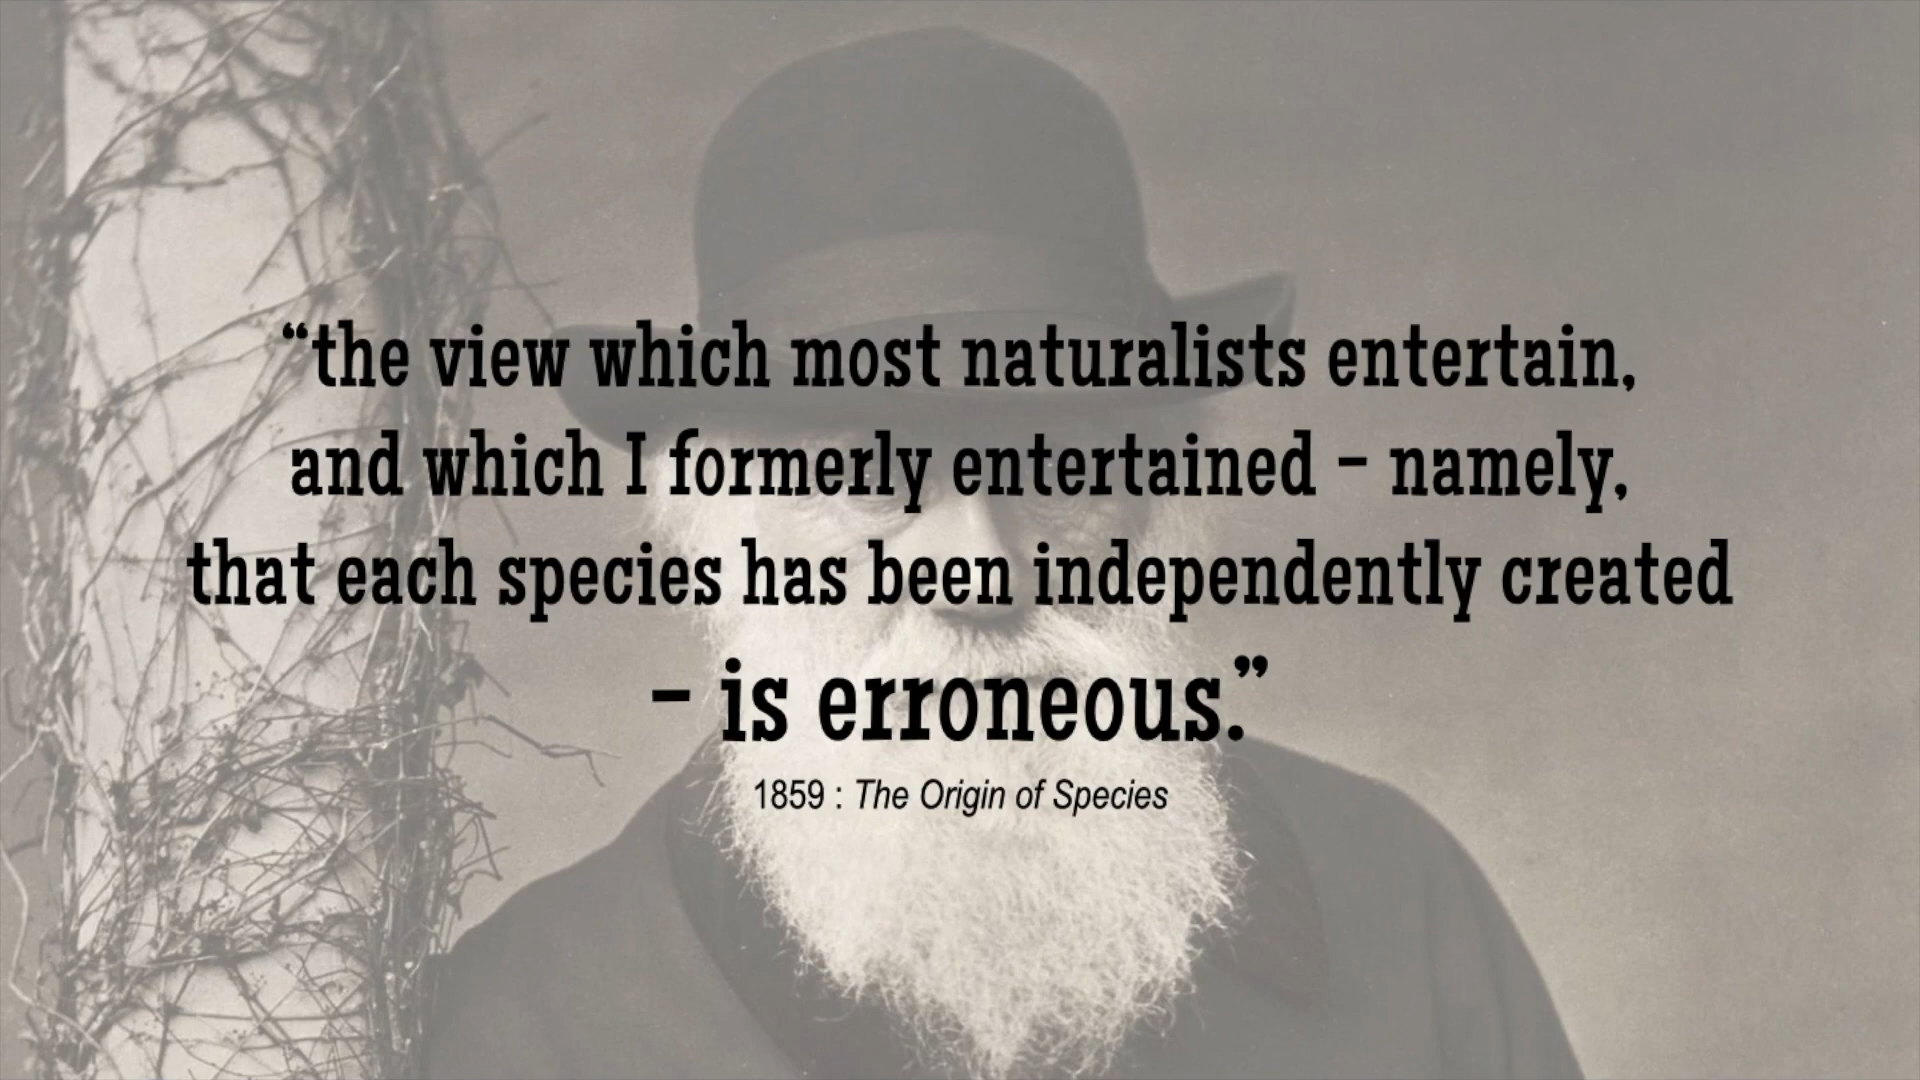 “the view which most naturalists entertain,
and which I formerly entertained – namely,
that each species has been independently created
– is erroneous.”
1859 : The Origin of Species